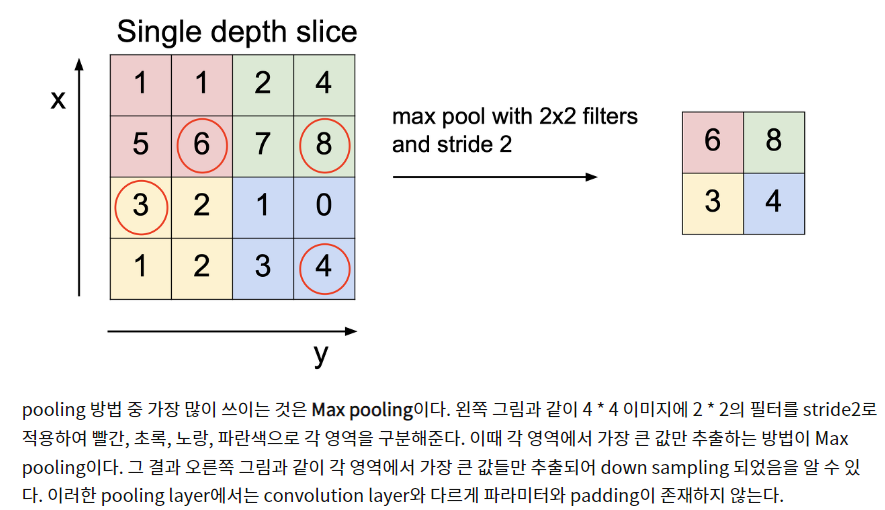 Single depth slice
x
1 1 2 4
5 6 7 8
3 2 1 0
1 2 3 4
y
max pool with 2x2 filters
and stride 2
6 8
3 4
pooling 방법 중 가장 많이 쓰이는 것은 Max pooling이다. 왼쪽 그림과 같이 4 * 4 이미지에 2 * 2의 필터를 stride2로
적용하여 빨간, 초록, 노랑, 파란색으로 각 영역을 구분해준다. 이때 각 영역에서 가장 큰 값만 추출하는 방법이 Max
pooling이다. 그 결과 오른쪽 그림과 같이 각 영역에서 가장 큰 값들만 추출되어 down sampling 되었음을 알 수 있
다. 이러한 pooling layer에서는 convolution layer와 다르게 파라미터와 padding이 존재하지 않는다.